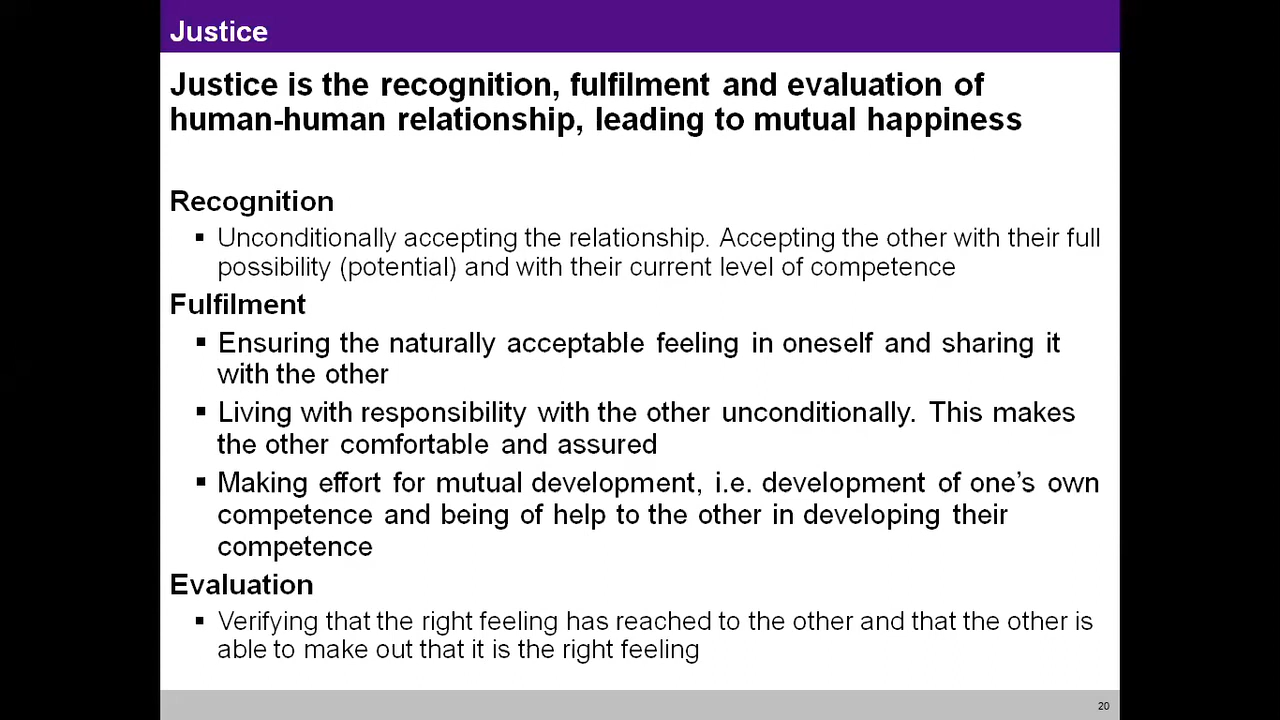 Justice
Justice is the recognition, fulfilment and evaluation of
human-human relationship, leading to mutual happiness
Recognition
▪ Unconditionally accepting the relationship. Accepting the other with their full
possibility (potential) and with their current level of competence
Fulfilment
▪ Ensuring the naturally acceptable feeling in oneself and sharing it
with the other
▪ Living with responsibility with the other unconditionally. This makes
the other comfortable and assured
▪ Making effort for mutual development, i.e. development of one’s own
competence and being of help to the other in developing their
competence
Evaluation
▪ Verifying that the right feeling has reached to the other and that the other is
able to make out that it is the right feeling
20